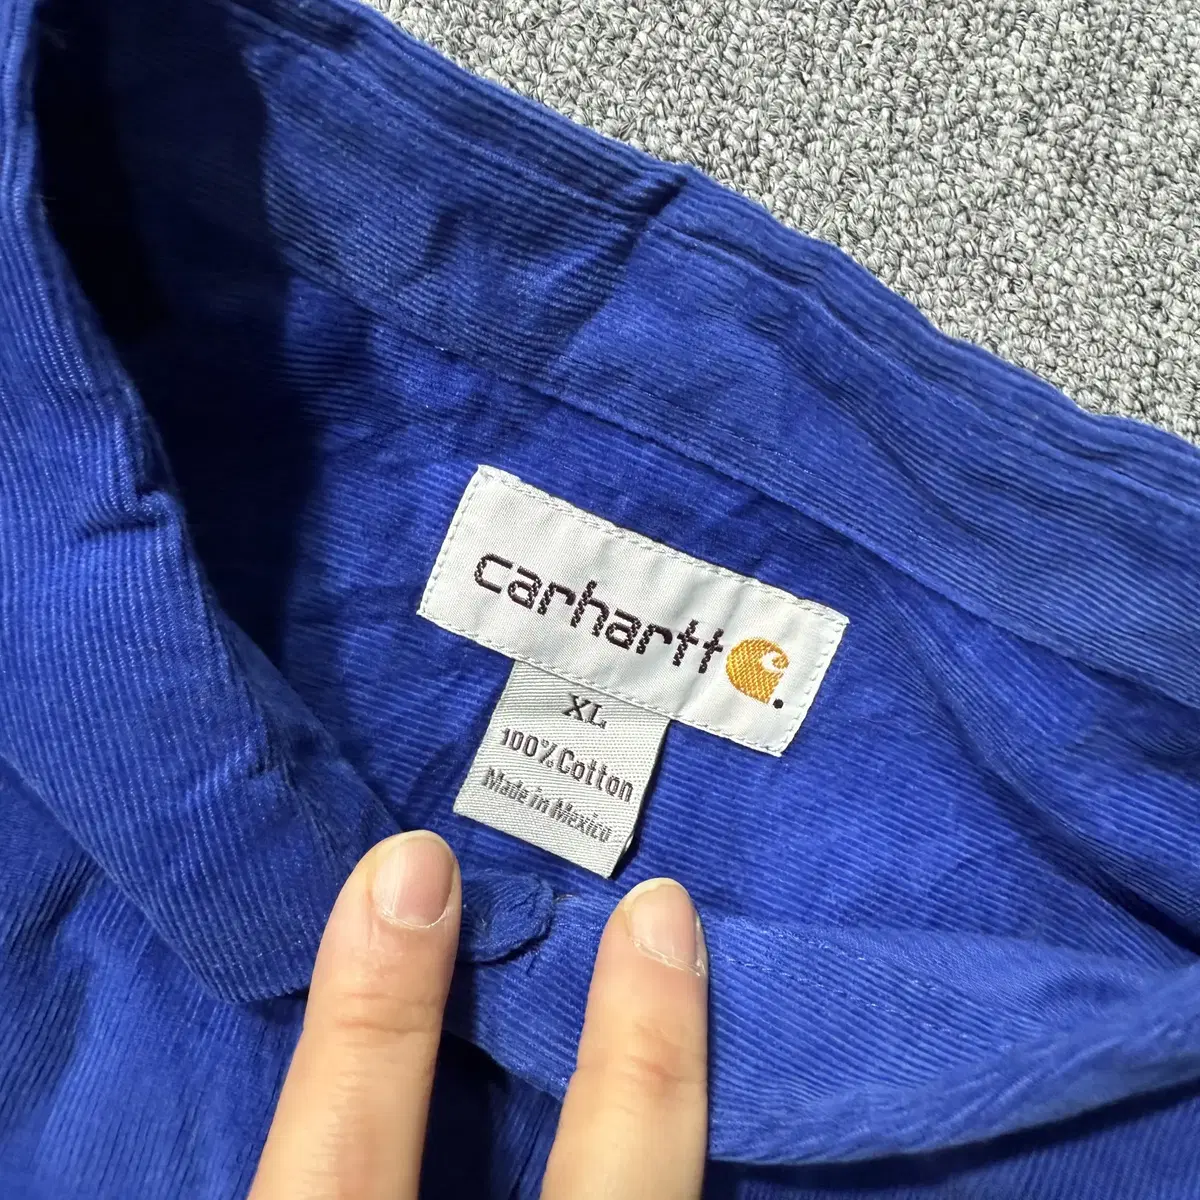 carhartt
XL
100% Cotton
Made in Mexico